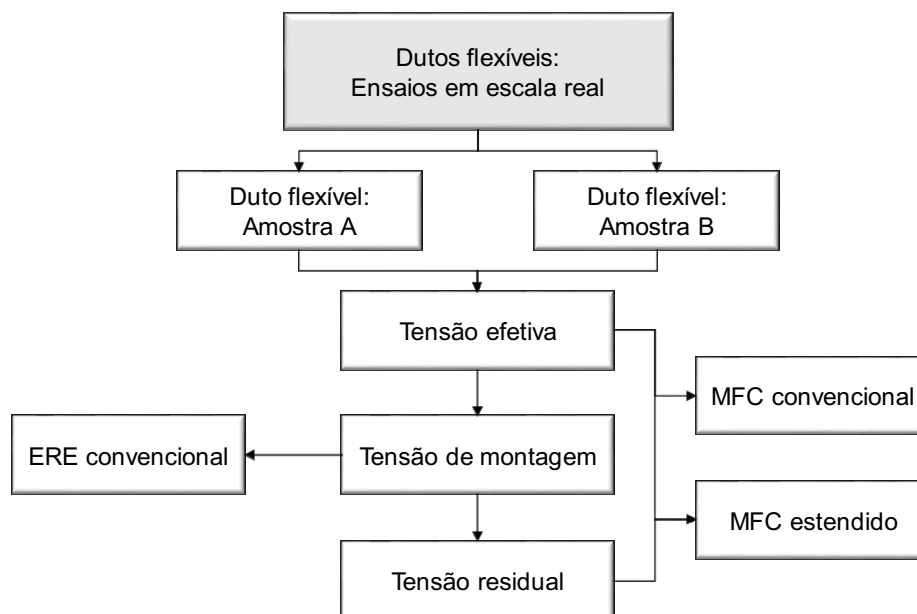 Dutos flexíveis:
Ensaios em escala real
Duto flexível:
Amostra A
Duto flexível:
Amostra B
Tensão efetiva
MFC convencional
ERE convencional
Tensão de montagem
MFC estendido
Tensão residual